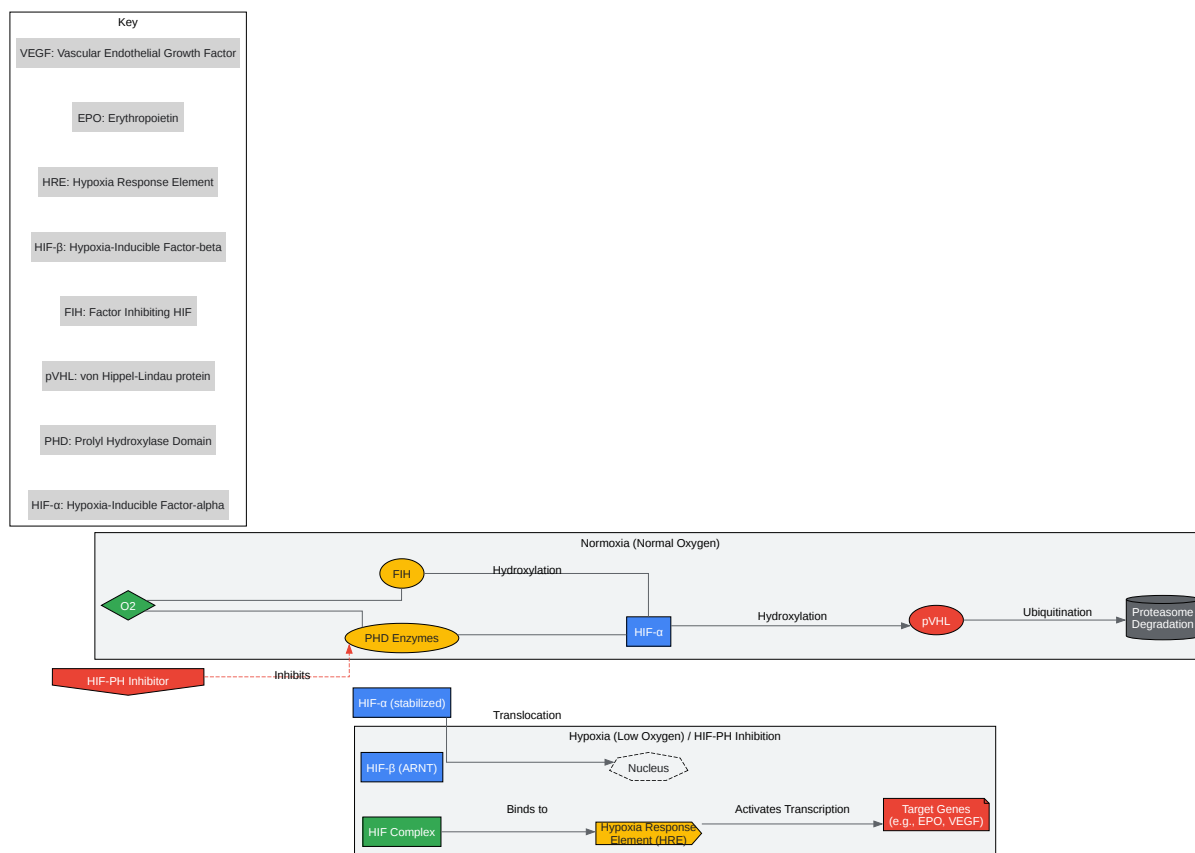 Key
VEGF: Vascular Endothelial Growth Factor
EPO: Erythropoietin
HRE: Hypoxia Response Element
HIF-β: Hypoxia-Inducible Factor-beta
FIH: Factor Inhibiting HIF
pVHL: von Hippel-Lindau protein
PHD: Prolyl Hydroxylase Domain
HIF-α: Hypoxia-Inducible Factor-alpha
Normoxia (Normal Oxygen)
FIH
Hydroxylation
O2
PHD Enzymes
HIF-α
Hydroxylation
pVHL
Ubiquitination
Proteasome
Degradation
HIF-PH Inhibitor
Inhibits
HIF-α (stabilized)
Translocation
Hypoxia (Low Oxygen) / HIF-PH Inhibition
HIF-β (ARNT)
Nucleus
HIF Complex
Binds to
Hypoxia Response
Element (HRE)
Activates Transcription
Target Genes
(e.g., EPO, VEGF)